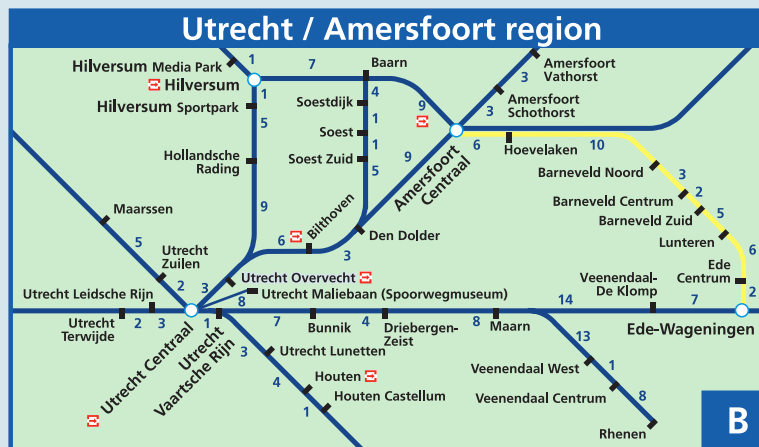 Utrecht / Amersfoort region
Hilversum Media Park
1
7
Baarn
Hilversum
Hilversum Sportpark
1
5
Soestdijk
4
1
Soest
1
Soest Zuid
5
9
9
3
Amersfoort
Vathorst
3
Amersfoort
Schothorst
Hollandsche
Rading
9
Amersfoort
Centraal
6
Hoevelaken
10
Barneveld Noord
3
Barneveld Centrum
2
Barneveld Zuid
5
Lunteren
6
Ede
Centrum
2
Maarssen
5
Utrecht
Zuilen
2
6
Bilthoven
3
Den Dolder
3
Utrecht Overvecht
8
Utrecht Maliebaan (Spoorwegmuseum)
Utrecht Leidsche Rijn
Utrecht
Terwijde
2
3
Utrecht Centraal
1
Utrecht
Vaartsche Rijn
7
Bunnik
4
Driebergen-
Zeist
8
Maarn
14
Veenendaal-
De Klomp
7
Ede-Wageningen
3
Utrecht Lunetten
4
Houten
1
Houten Castellum
13
Veenendaal West
1
Veenendaal Centrum
8
Rhenen
B